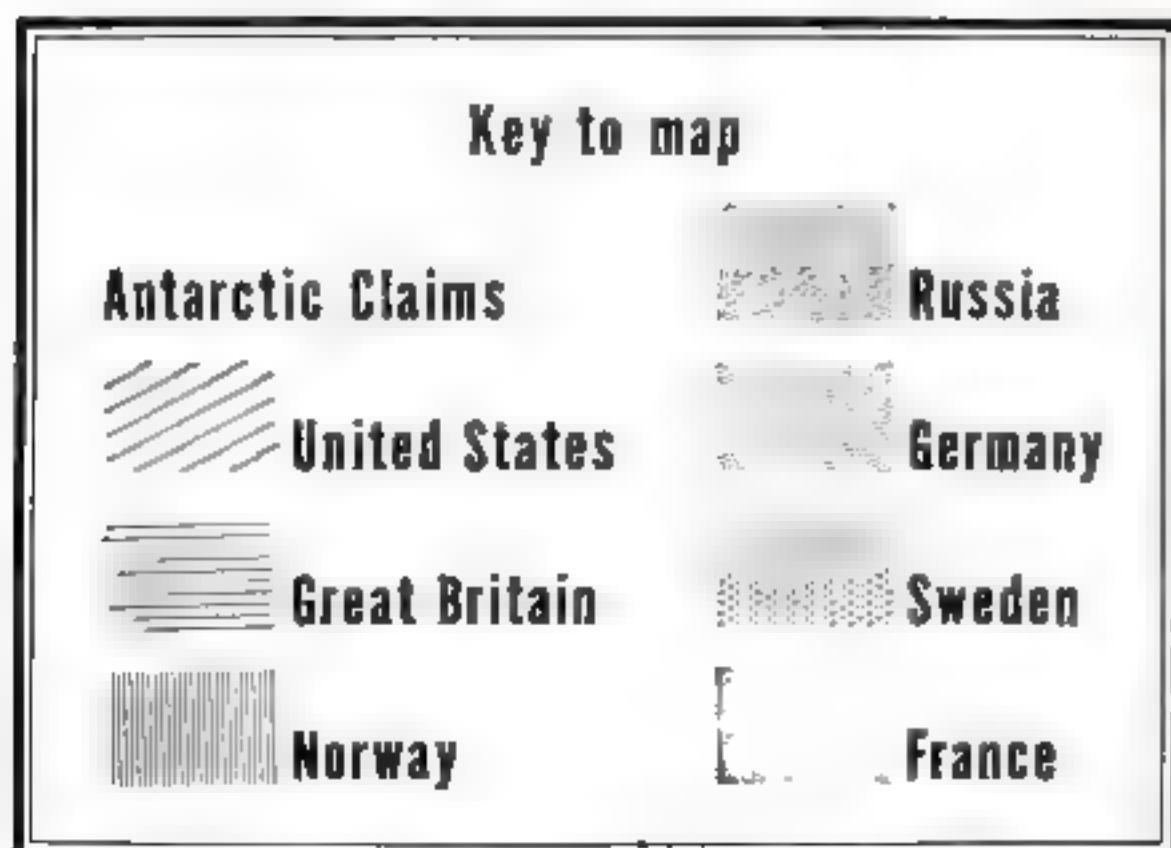 Key to map
Antarctic Claims
United States
Great Britain
Norway
Russia
Germany
Sweden
France